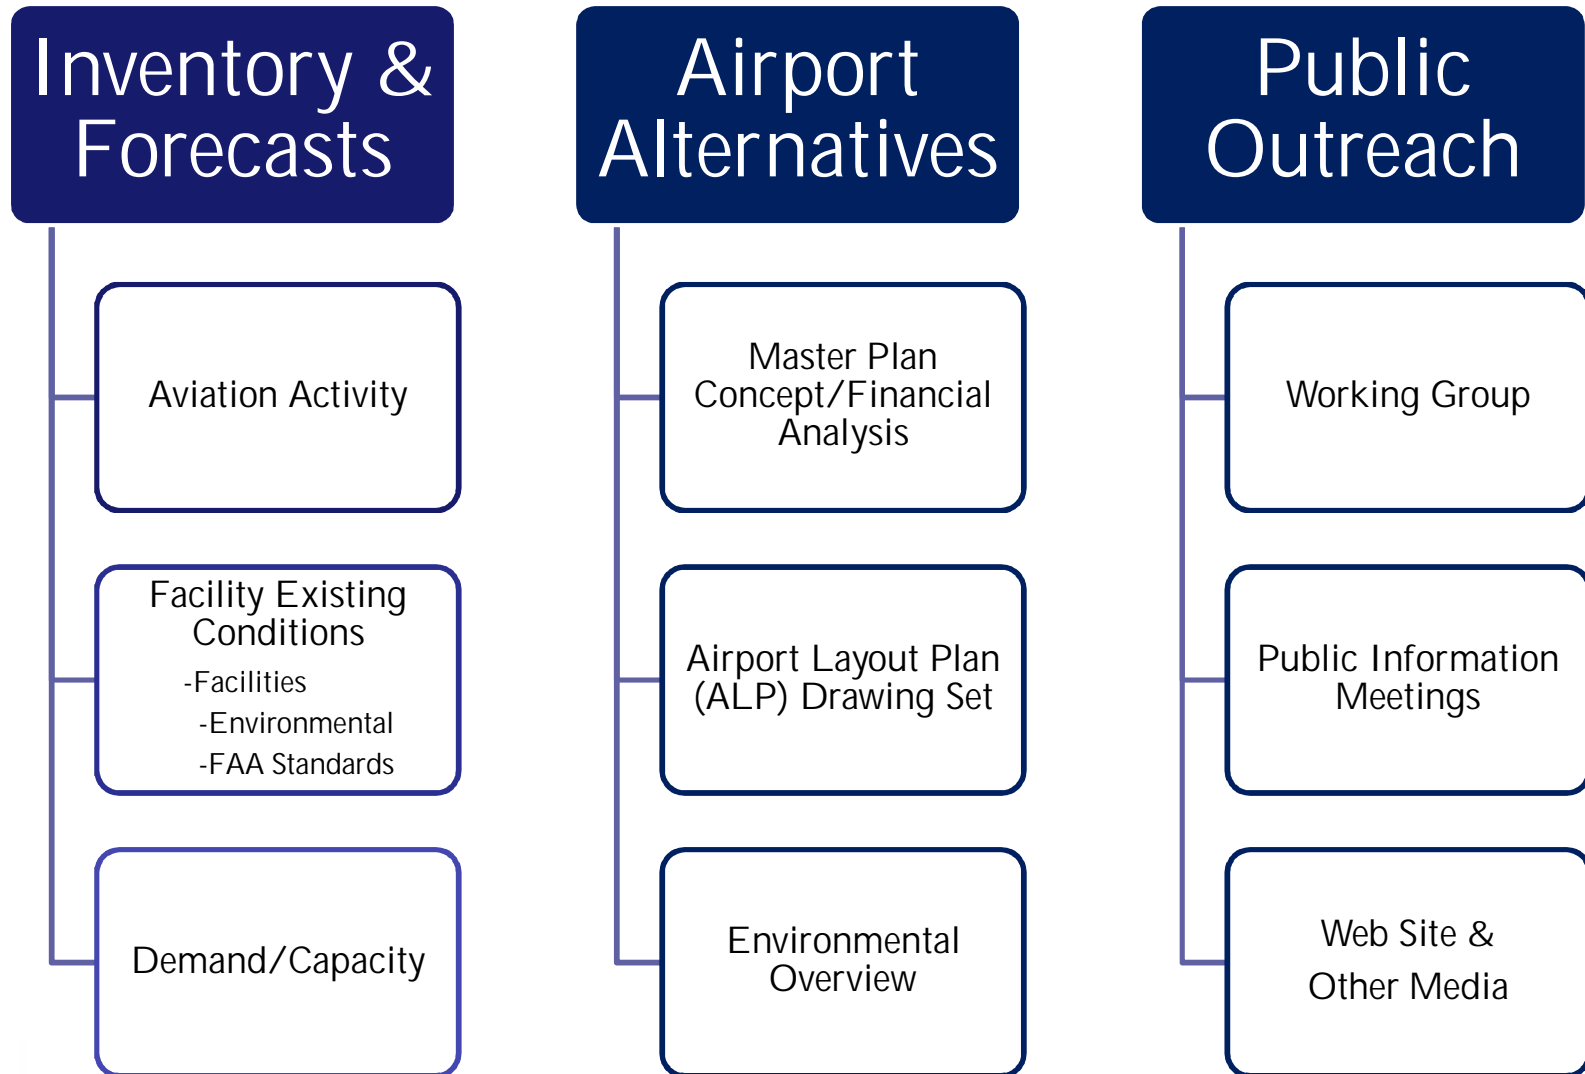 Inventory &
Forecasts
Aviation Activity
Facility Existing
Conditions
-Facilities
-Environmental
-FAA Standards
Demand/Capacity
Airport
Alternatives
Master Plan
Concept/Financial
Analysis
Airport Layout Plan
(ALP) Drawing Set
Environmental
Overview
Public
Outreach
Working Group
Public Information
Meetings
Web Site &
Other Media